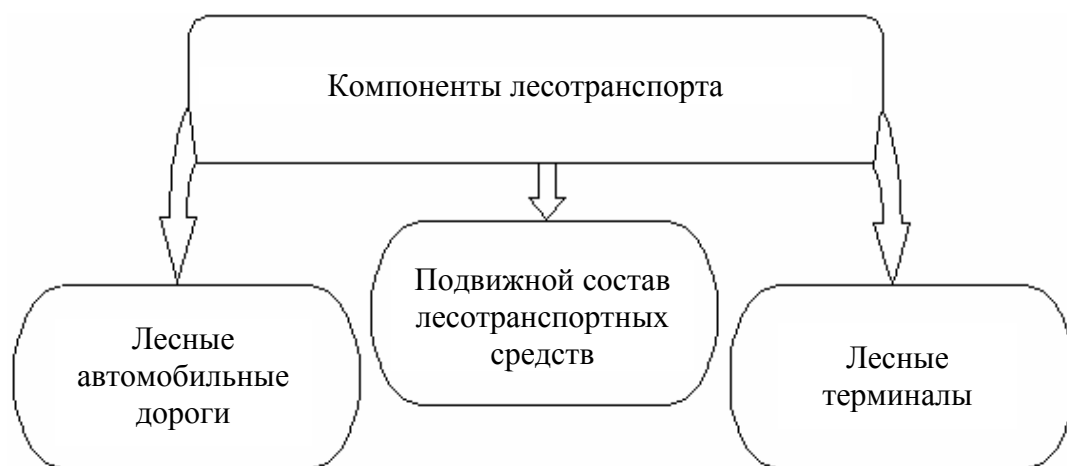 Компоненты лесотранспорта
Лесные
автомобильные
дороги
Подвижной состав
лесотранспортных
средств
Лесные
терминалы